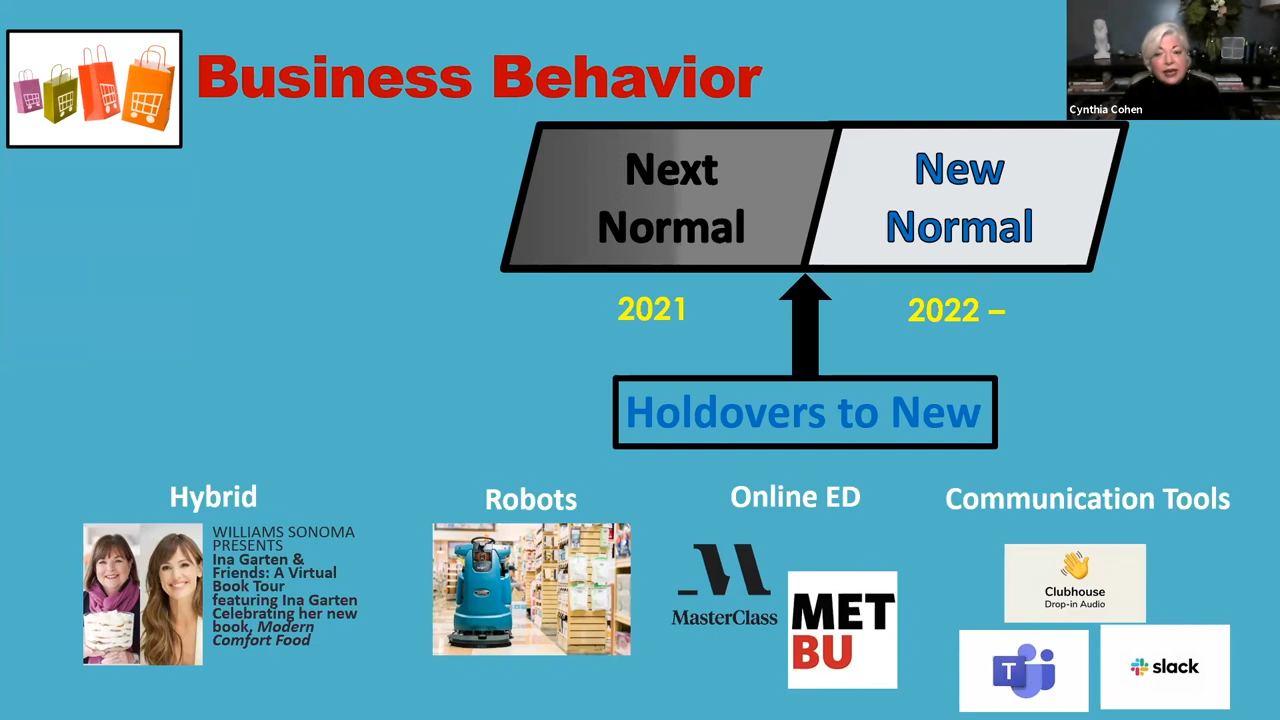 Business Behavior
Cynthia Cohen
Next
Normal
New
Normal
2021
2022 –
Holdovers to New
Hybrid
WILLIAMS SONOMA
PRESENTS
Ina Garten &
Friends: A Virtual
Book Tour
featuring Ina Garten
Celebrating her new
book, Modern
Comfort Food
Robots
Online ED
MasterClass
MET
BU
Communication Tools
Clubhouse
Drop-in Audio
T
slack